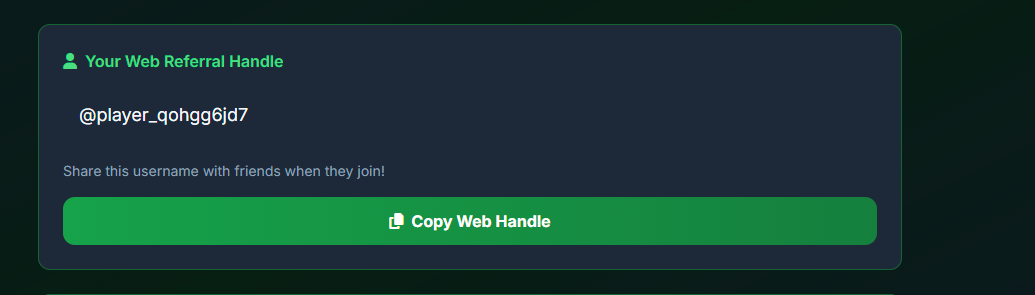 Your Web Referral Handle
@player_qohgg6jd7
Share this username with friends when they join!
Copy Web Handle